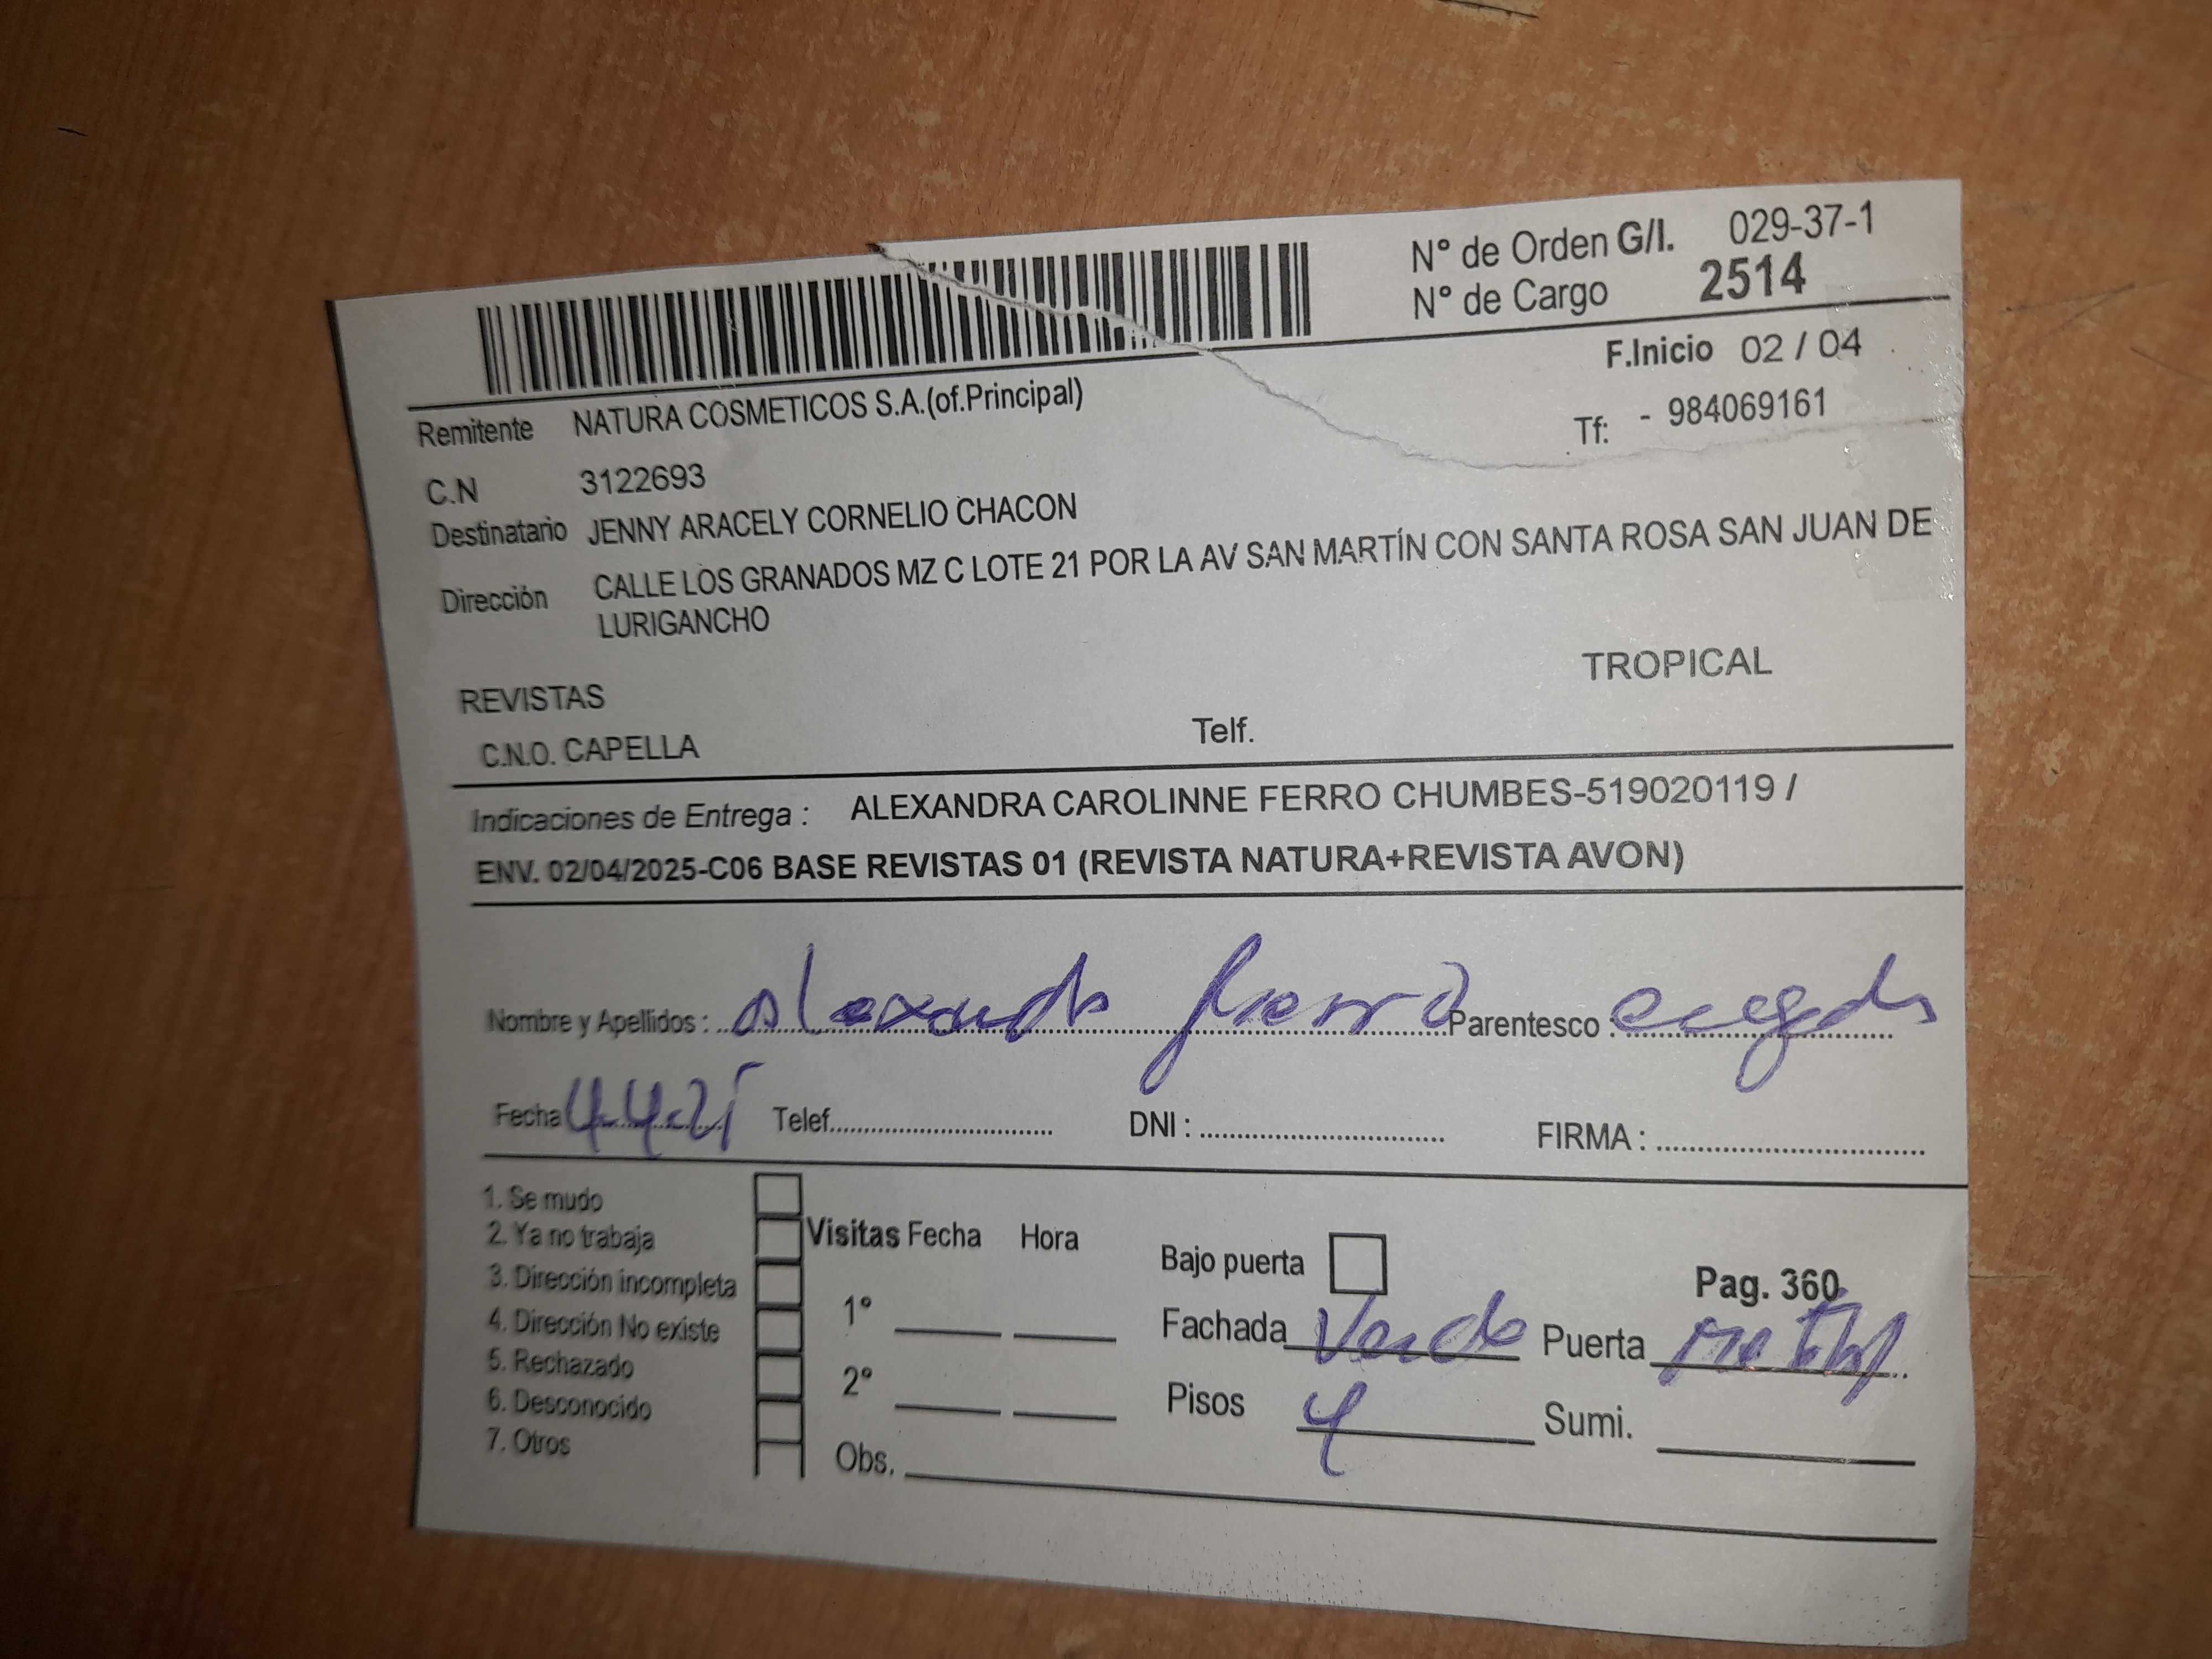 N° de Orden G/I. 029-37-1
N° de Cargo 2514
F.Inicio 02 / 04
Remitente NATURA COSMETICOS S.A.(of.Principal)
Tf: - 984069161
C.N 3122693
Destinatario JENNY ARACELY CORNELIO CHACON
Dirección CALLE LOS GRANADOS MZ C LOTE 21 POR LA AV SAN MARTÍN CON SANTA ROSA SAN JUAN DE
LURIGANCHO
TROPICAL
REVISTAS
C.N.O. CAPELLA Telf.
Indicaciones de Entrega : ALEXANDRA CAROLINNE FERRO CHUMBES-519020119 /
ENV. 02/04/2025-C06 BASE REVISTAS 01 (REVISTA NATURA+REVISTA AVON)
Nombre y Apellidos : Parentesco :
Fecha 4-4-25 Telef. DNI : FIRMA :
1. Se mudo
2. Ya no trabaja
3. Dirección incompleta
4. Dirección No existe
5. Rechazado
6. Desconocido
7. Otros
Visitas Fecha Hora
1°
2°
Obs.
Bajo puerta
Pag. 360
Fachada Verde Puerta
Pisos 4 Sumi.